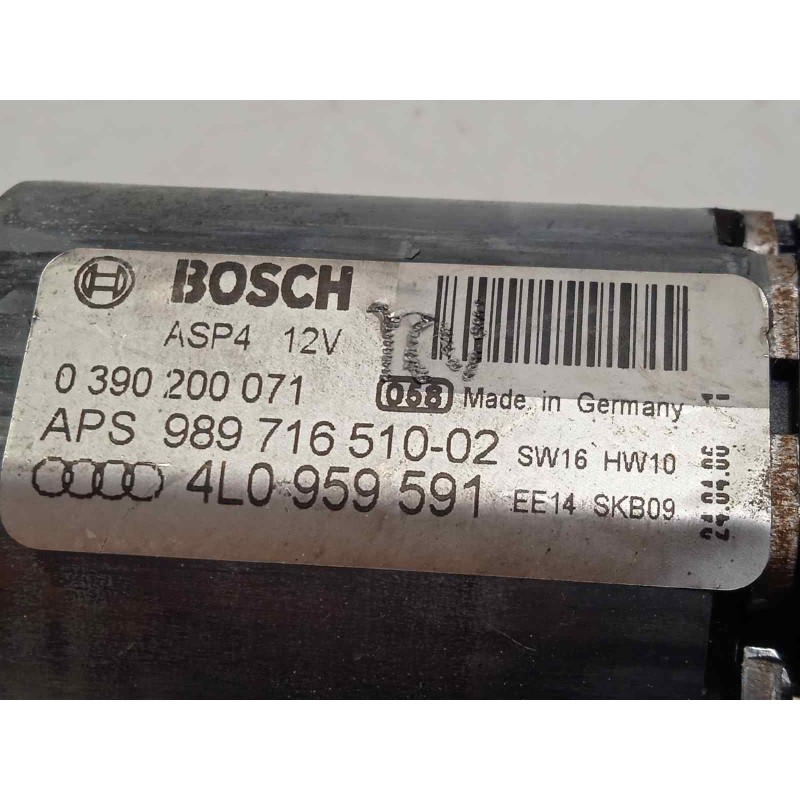 BOSCH
ASP4 12V
0 390 200 071
068 Made in Germany
APS 989 716 510-02 SW16 HW10
4L0 959 591 EE14 SKB09